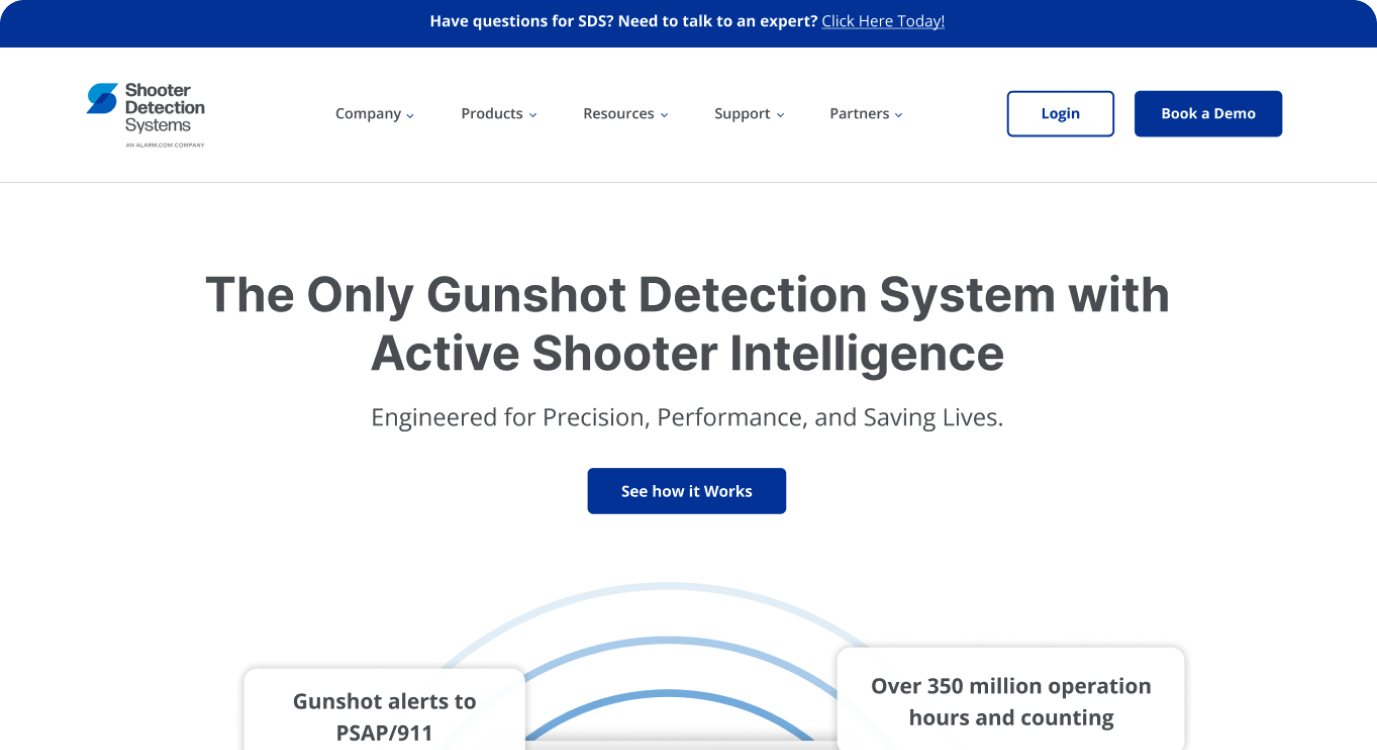 Have questions for SDS? Need to talk to an expert? Click Here Today!
Shooter
Detection
Systems
AN ALARM.COM COMPANY
Company
Products
Resources
Support
Partners
Login
Book a Demo
The Only Gunshot Detection System with
Active Shooter Intelligence
Engineered for Precision, Performance, and Saving Lives.
See how it Works
Gunshot alerts to
PSAP/911
Over 350 million operation
hours and counting